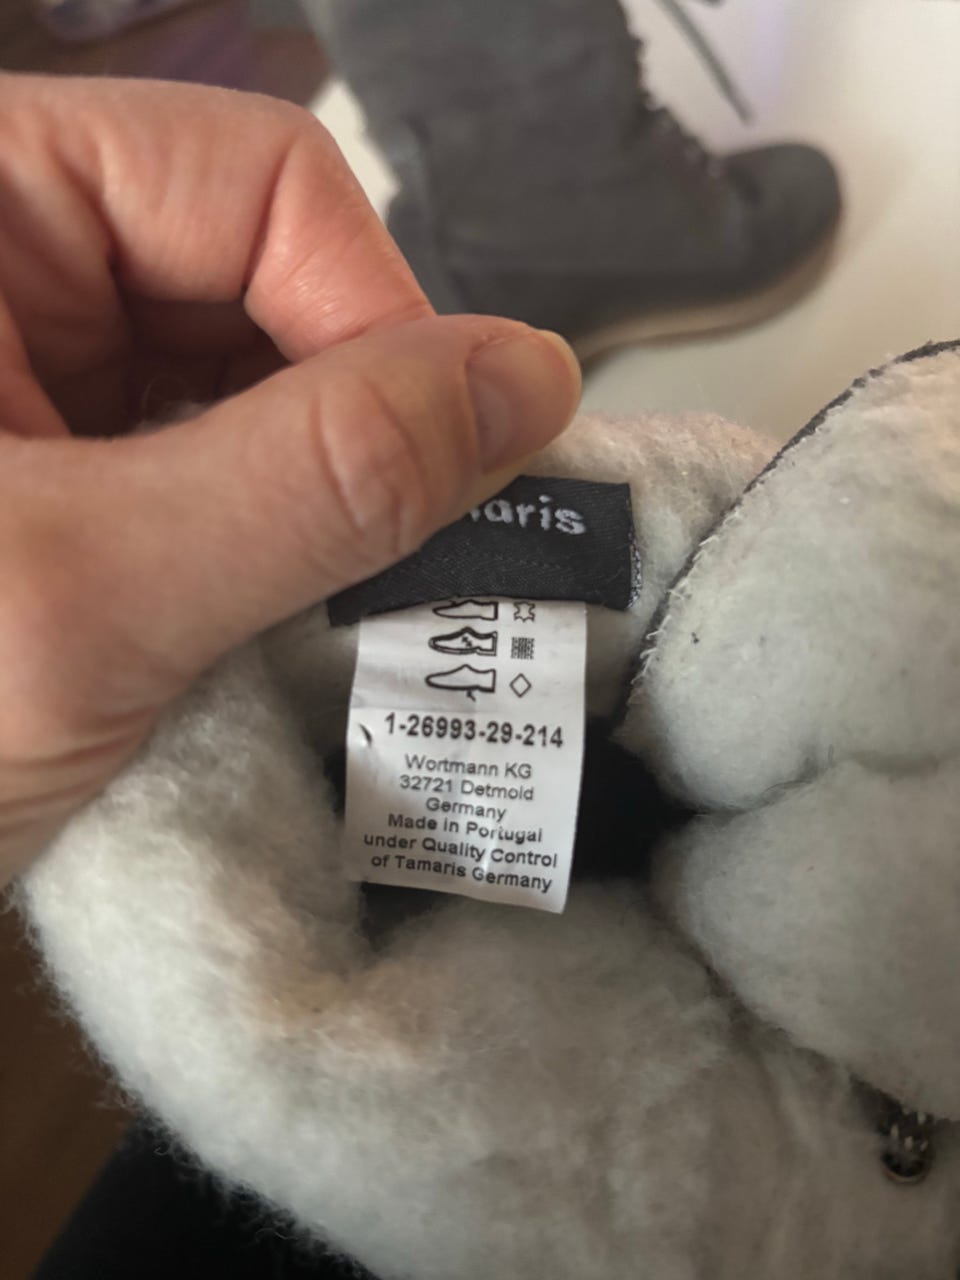 aris
1-26993-29-214
Wortmann KG
32721 Detmold
Germany
Made in Portugal
under Quality Control
of Tamaris Germany